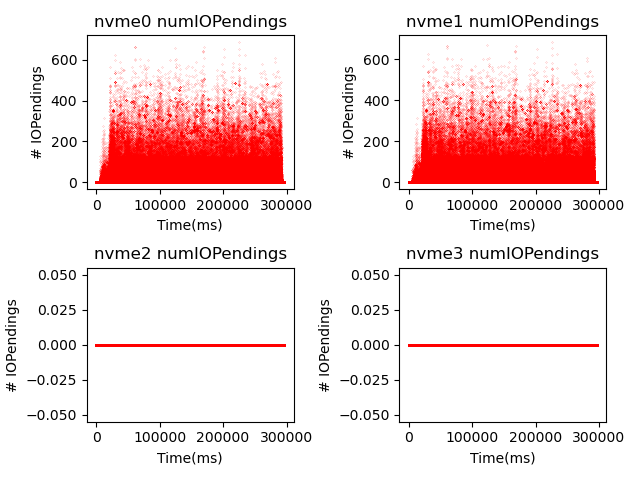 nvme0 numIOPendings
# IOPendings
600
400
200
0
0
100000
200000
300000
Time(ms)
nvme1 numIOPendings
# IOPendings
600
400
200
0
0
100000
200000
300000
Time(ms)
nvme2 numIOPendings
# IOPendings
0.050
0.025
0.000
−0.025
−0.050
0
100000
200000
300000
Time(ms)
nvme3 numIOPendings
# IOPendings
0.050
0.025
0.000
−0.025
−0.050
0
100000
200000
300000
Time(ms)